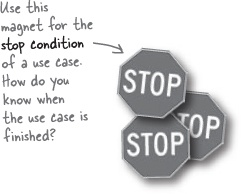 Use this
magnet for the
stop condition
of a use case.
How do you
know when
the use case is
finished?
STOP
STOP
STOP